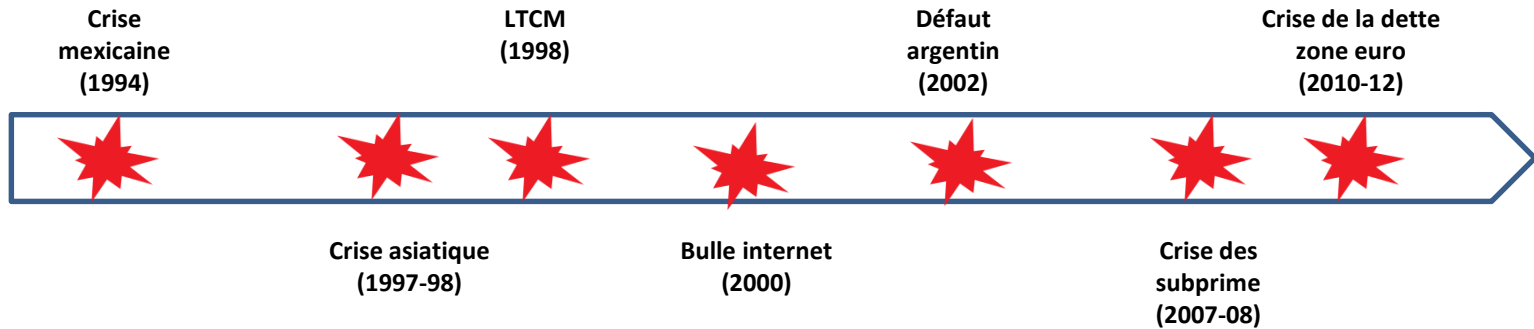 Crise
mexicaine
(1994)
LTCM
(1998)
Défaut
argentin
(2002)
Crise de la dette
zone euro
(2010-12)
Crise asiatique
(1997-98)
Bulle internet
(2000)
Crise des
subprime
(2007-08)